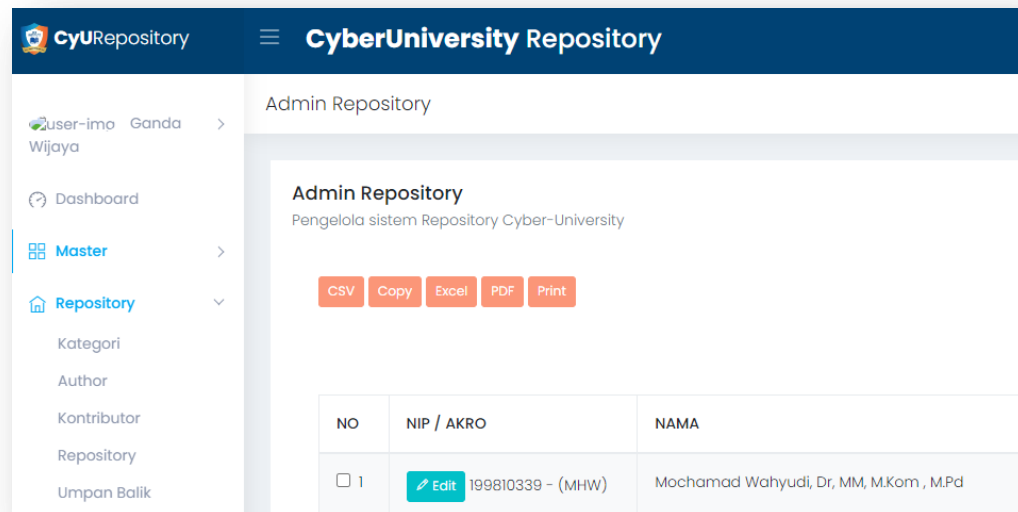 CyURepository
CyberUniversity Repository
Admin Repository
user-imo Ganda
Wijaya
Dashboard
Master
Repository
Kategori
Author
Kontributor
Repository
Umpan Balik
Admin Repository
Pengelola sistem Repository Cyber-University
CSV Copy Excel PDF Print
NO NIP / AKRO NAMA
1 Edit 199810339 - (MHW) Mochamad Wahyudi, Dr, MM, M.Kom , M.Pd